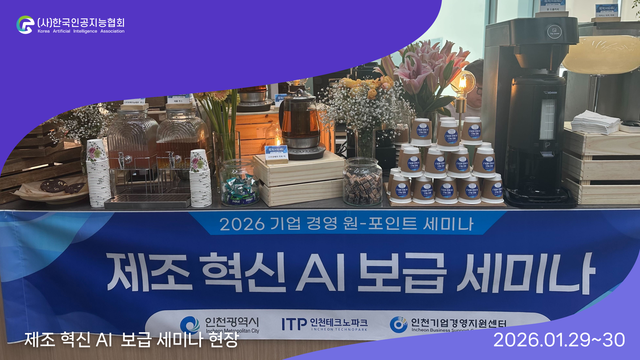 (사)한국인공지능협회
Korea Artificial Intelligence Association
2026 기업 경영 원-포인트 세미나
제조 혁신 AI 보급 세미나
인천광역시
Incheon Metropolitan City
ITP 인천테크노파크
INCHEON TECHNOPARK
인천기업경영지원센터
Incheon Business
제조 혁신 AI 보급 세미나 현장
2026.01.29~30